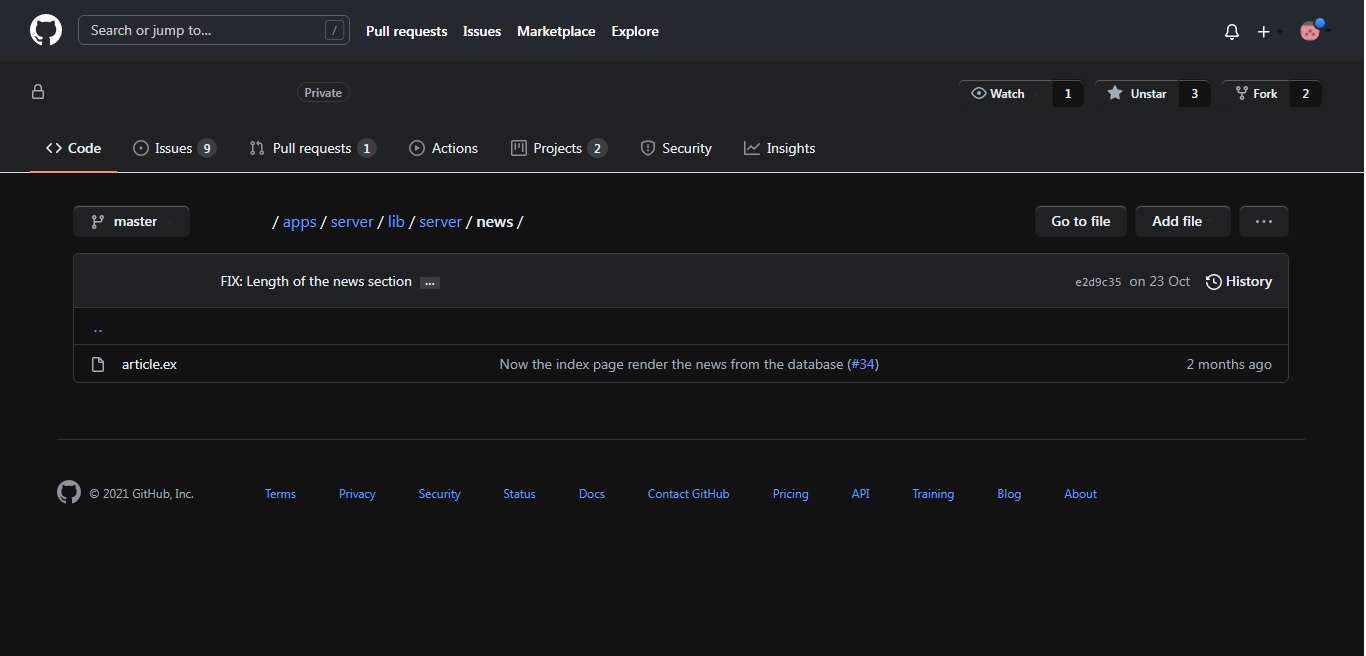 Search or jump to... / Pull requests Issues Marketplace Explore
Private Watch 1 Unstar 3 Fork 2
Code Issues 9 Pull requests 1 Actions Projects 2 Security Insights
master / apps / server / lib / server / news / Go to file Add file ...
FIX: Length of the news section ... e2d9c35 on 23 Oct History
..
article.ex Now the index page render the news from the database (#34) 2 months ago
© 2021 GitHub, Inc. Terms Privacy Security Status Docs Contact GitHub Pricing API Training Blog About